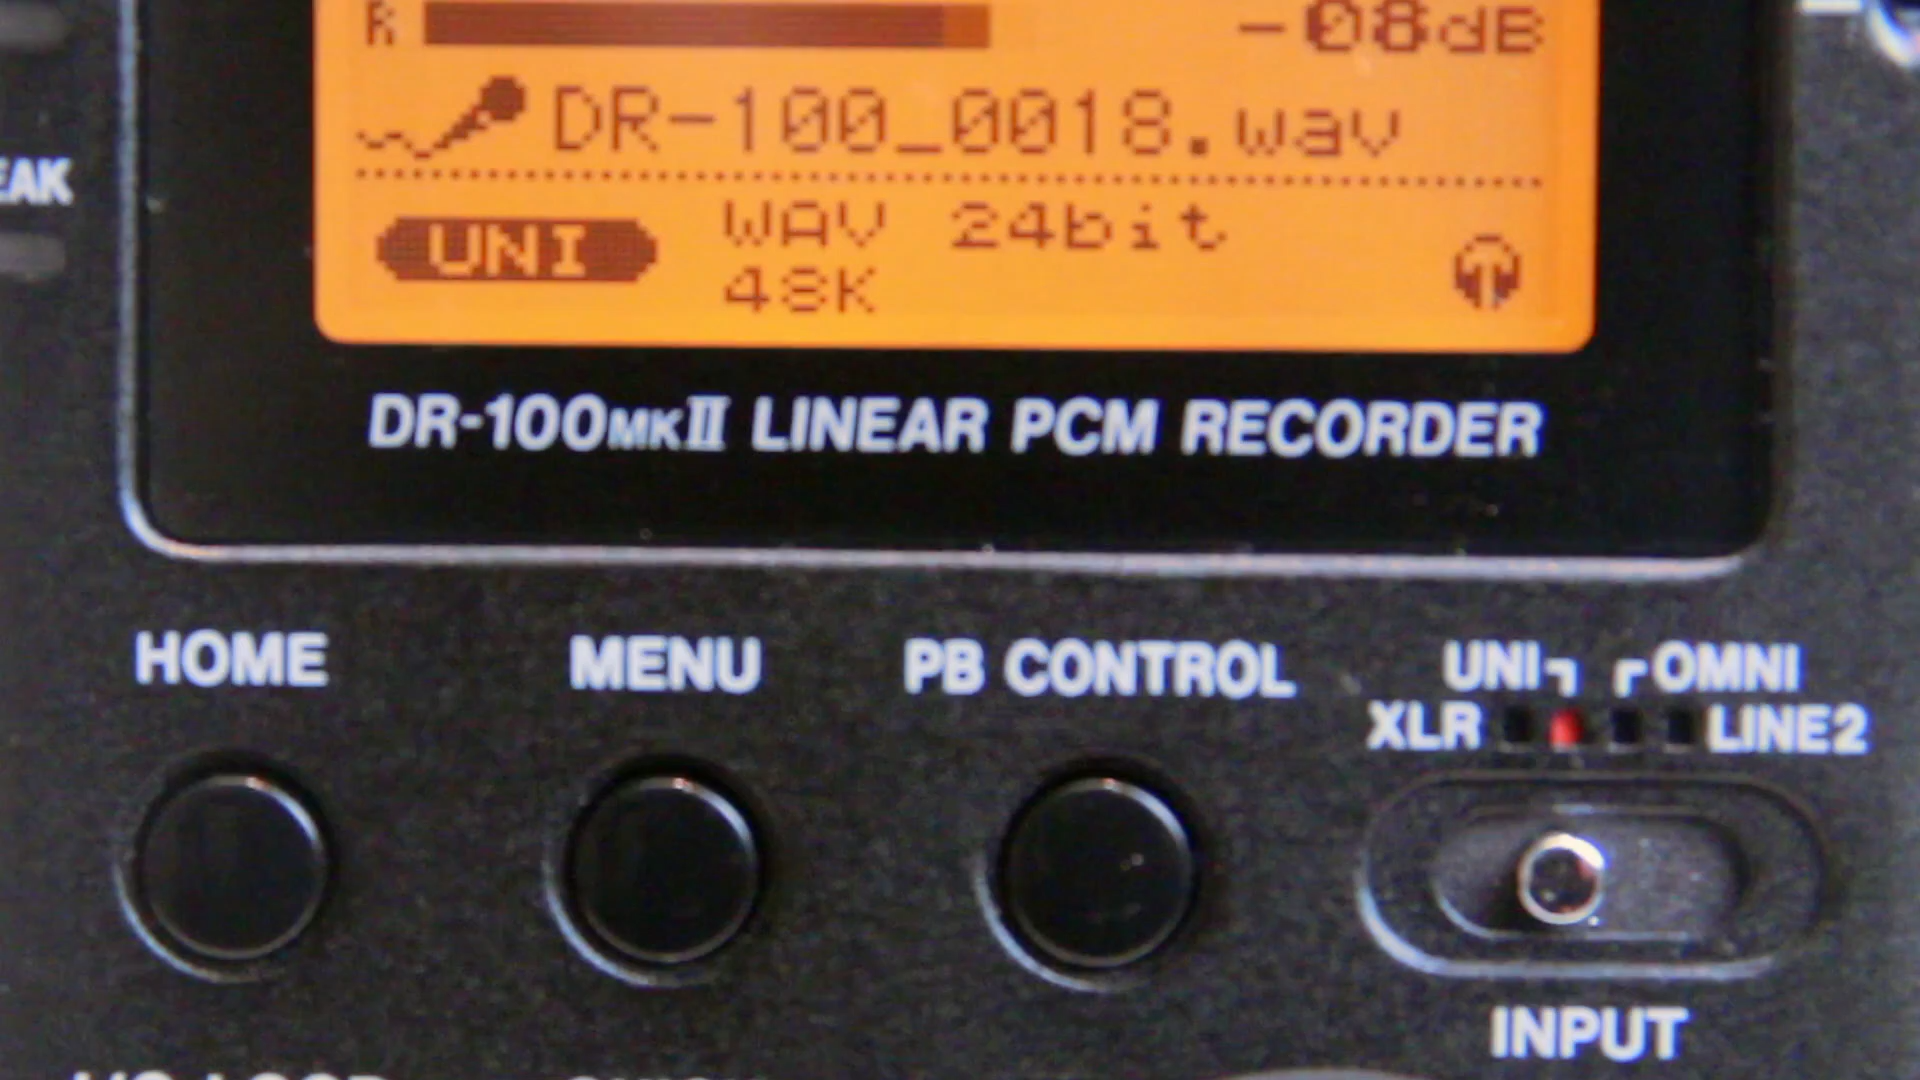 R -08dB
DR-100_0018.wav
UNI WAV 24bit
48K
DR-100MKII LINEAR PCM RECORDER
HOME MENU PB CONTROL UNI OMNI
XLR LINE2
INPUT